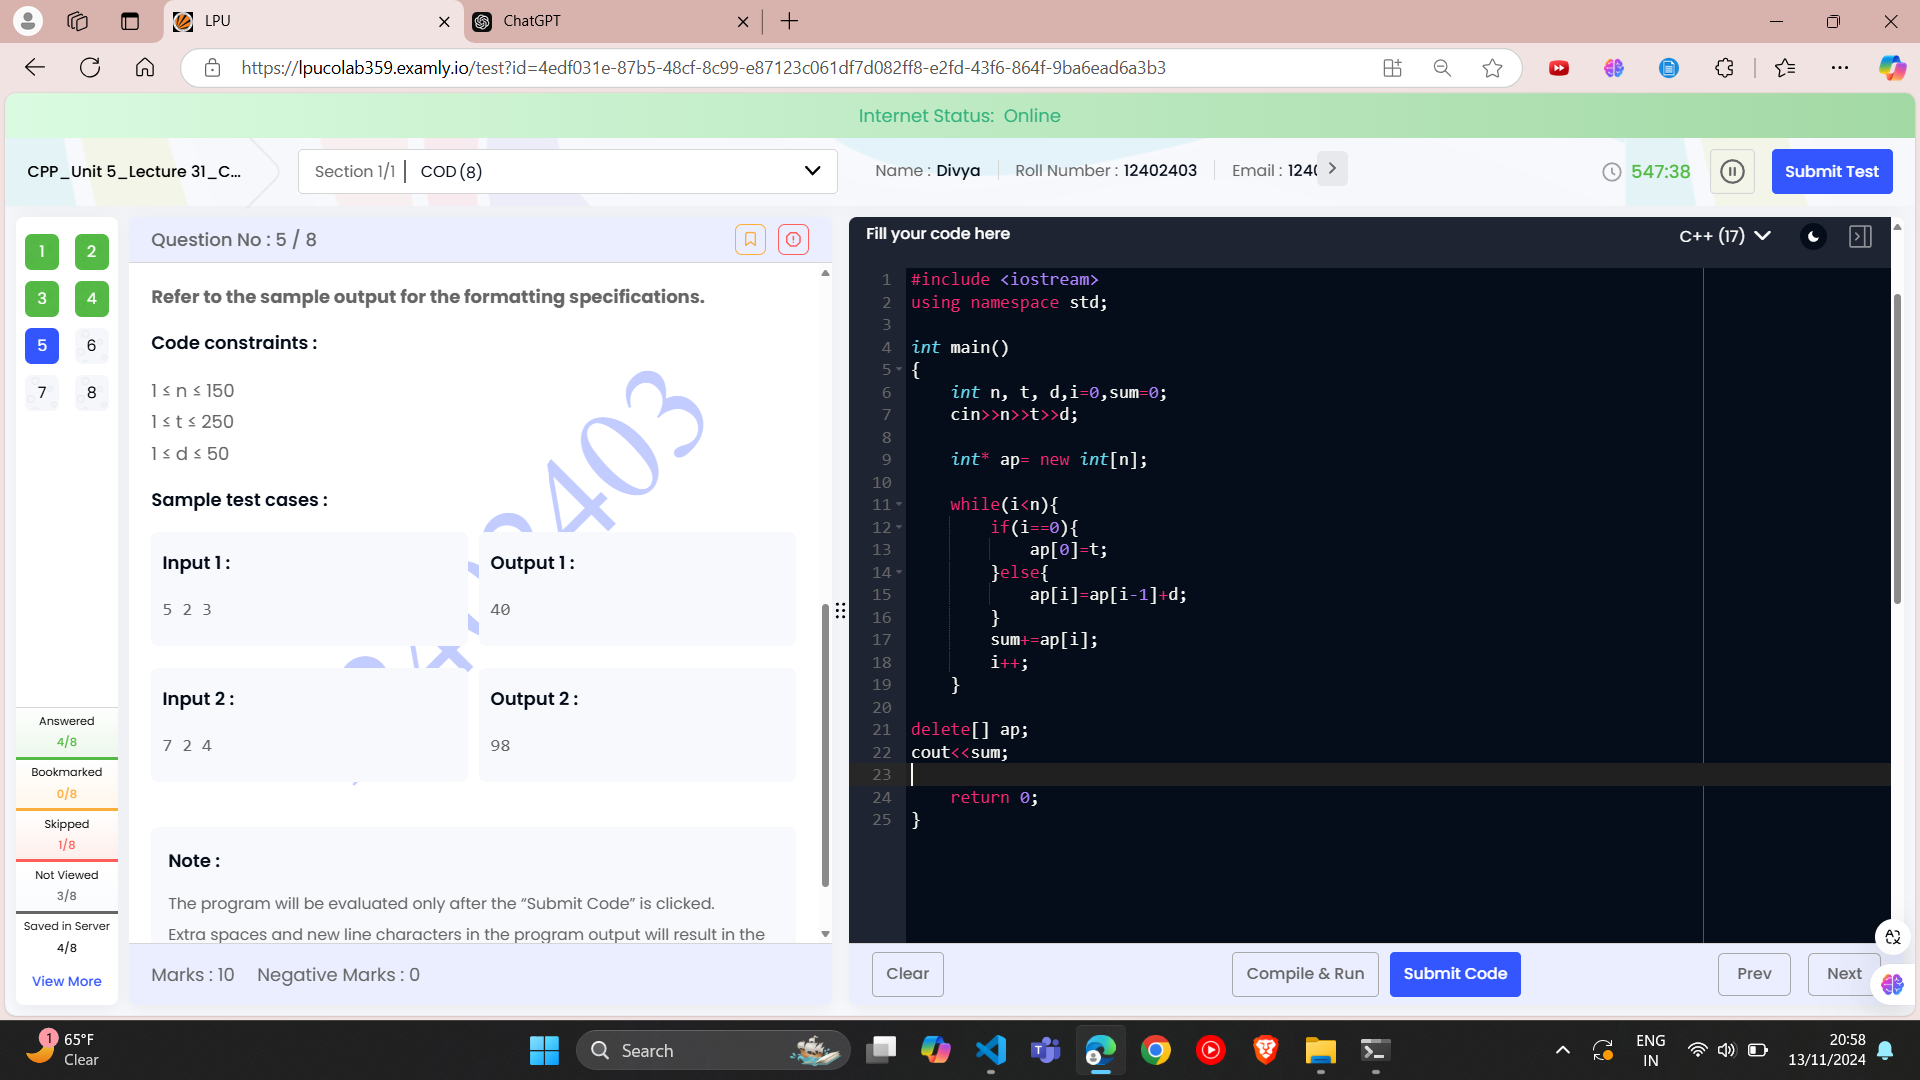 LPU
ChatGPT
https://lpucolab359.examly.io/test?id=4edf031e-87b5-48cf-8c99-e87123c061df7d082ff8-e2fd-43f6-864f-9ba6ead6a3b3
Internet Status: Online
CPP_Unit 5_Lecture 31_C...
Section 1/1 | COD (8)
Name : Divya
Roll Number : 12402403
Email : 1240
547:38
Submit Test
1 2
3 4
5 6
7 8
Answered
4/8
Bookmarked
0/8
Skipped
1/8
Not Viewed
3/8
Saved in Server
4/8
View More
Question No : 5 / 8
Refer to the sample output for the formatting specifications.
Code constraints :
1 ≤ n ≤ 150
1 ≤ t ≤ 250
1 ≤ d ≤ 50
Sample test cases :
Input 1 :
5 2 3
Output 1 :
40
Input 2 :
7 2 4
Output 2 :
98
Note :
The program will be evaluated only after the “Submit Code” is clicked.
Extra spaces and new line characters in the program output will result in the
Marks : 10 Negative Marks : 0
Fill your code here
C++ (17)
1 #include <iostream>
2 using namespace std;
3
4 int main()
5 {
6 int n, t, d,i=0,sum=0;
7 cin>>n>>t>>d;
8
9 int* ap= new int[n];
10
11 while(i<n){
12 if(i==0){
13 ap[0]=t;
14 }else{
15 ap[i]=ap[i-1]+d;
16 }
17 sum+=ap[i];
18 i++;
19 }
20
21 delete[] ap;
22 cout<<sum;
23
24 return 0;
25 }
Clear
Compile & Run
Submit Code
Prev
Next
1
65°F
Clear
Search
ENG
IN
20:58
13/11/2024